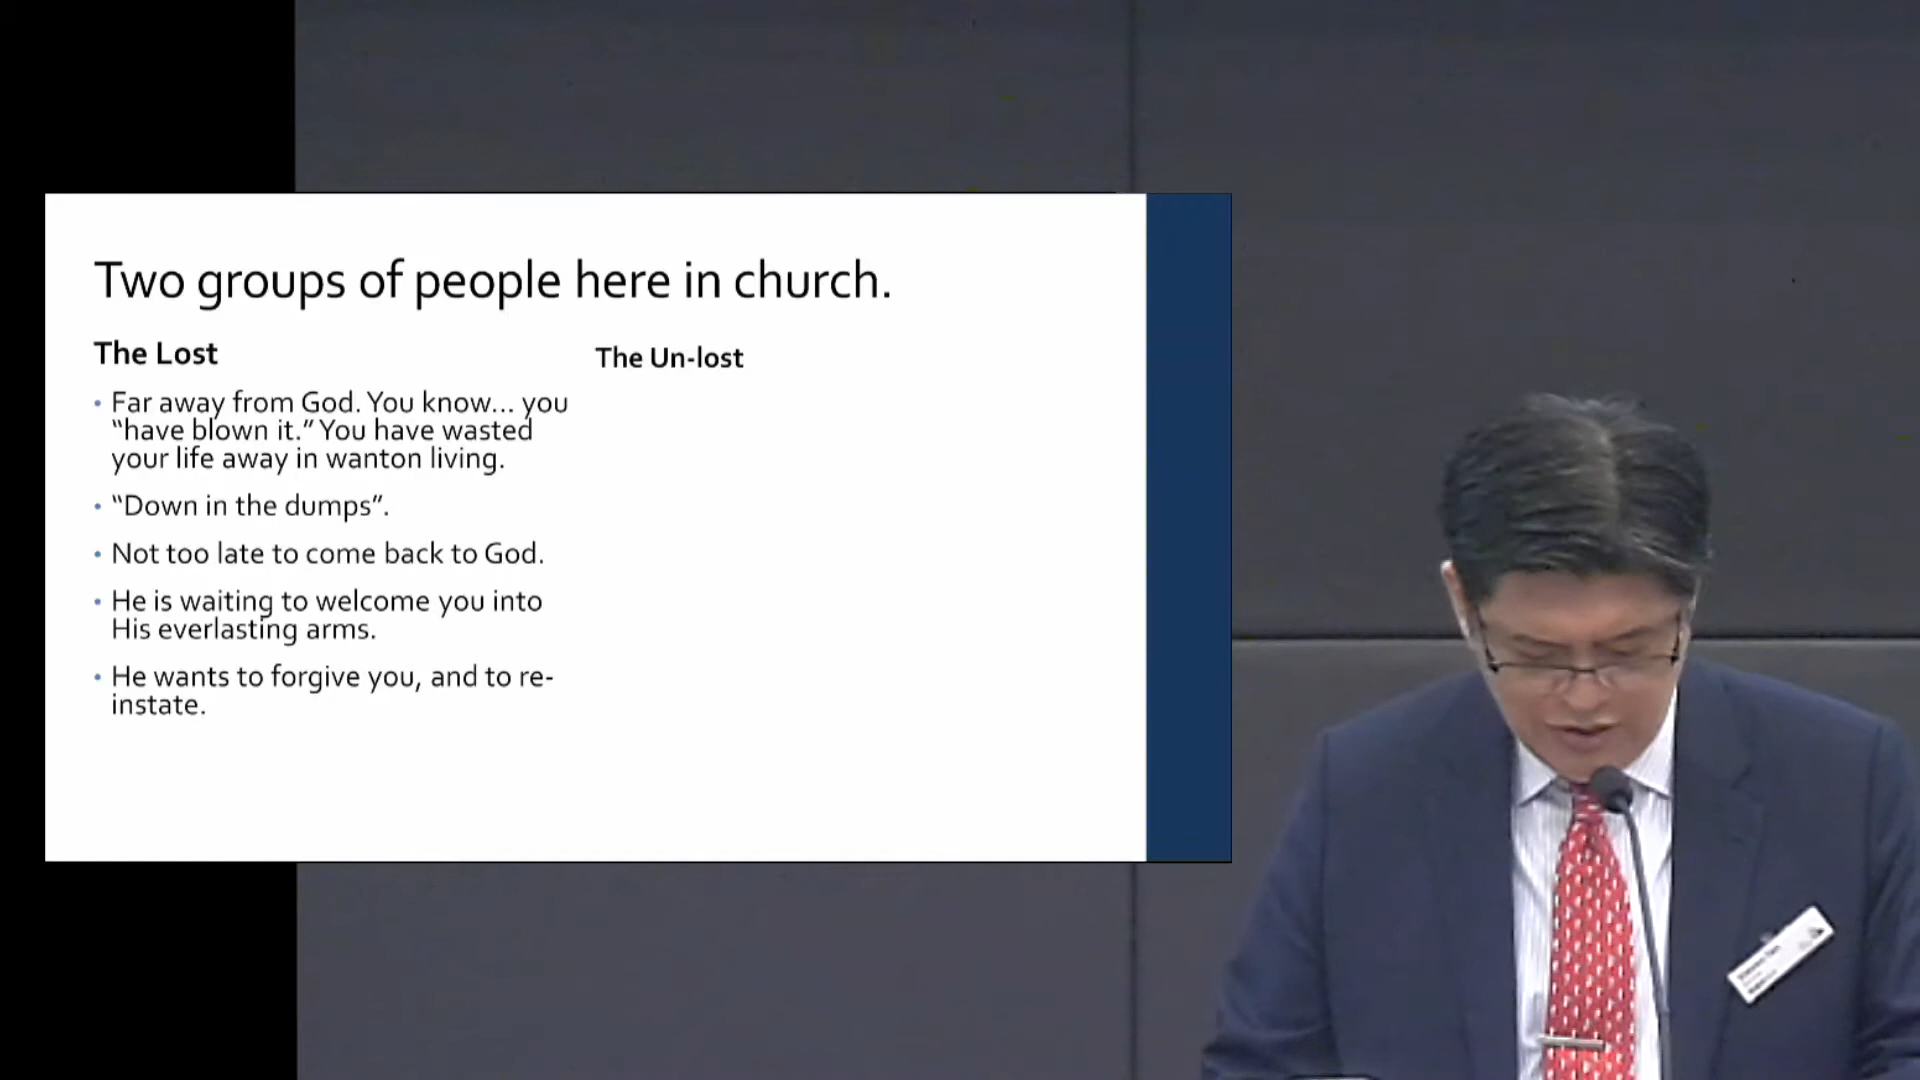 Two groups of people here in church.
The Lost
• Far away from God. You know... you
“have blown it.” You have wasted
your life away in wanton living.
• “Down in the dumps”.
• Not too late to come back to God.
• He is waiting to welcome you into
His everlasting arms.
• He wants to forgive you, and to re-
instate.
The Un-lost